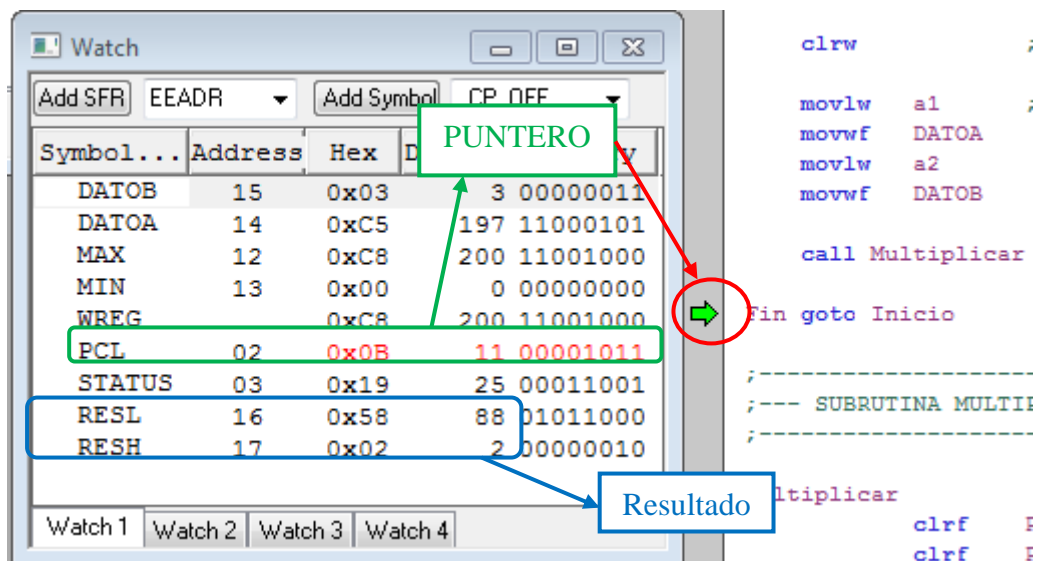 Watch
Add SFR EEADR Add Symbol CP OFF
PUNTERO
Symbol... Address Hex D y
DATOB 15 0x03 3 00000011
DATOA 14 0xC5 197 11000101
MAX 12 0xC8 200 11001000
MIN 13 0x00 0 00000000
WREG 0xC8 200 11001000
PCL 02 0x0B 11 00001011
STATUS 03 0x19 25 00011001
RESL 16 0x58 88 01011000
RESH 17 0x02 2 00000010
Resultado
Watch 1 Watch 2 Watch 3 Watch 4
clrw ;
movlw a1 ;
movwf DATOA
movlw a2
movwf DATOB
call Multiplicar
Fin goto Inicio
;--------------------
;--- SUBRUTINA MULTIP
;--------------------
ltiplicar
clrf
clrf